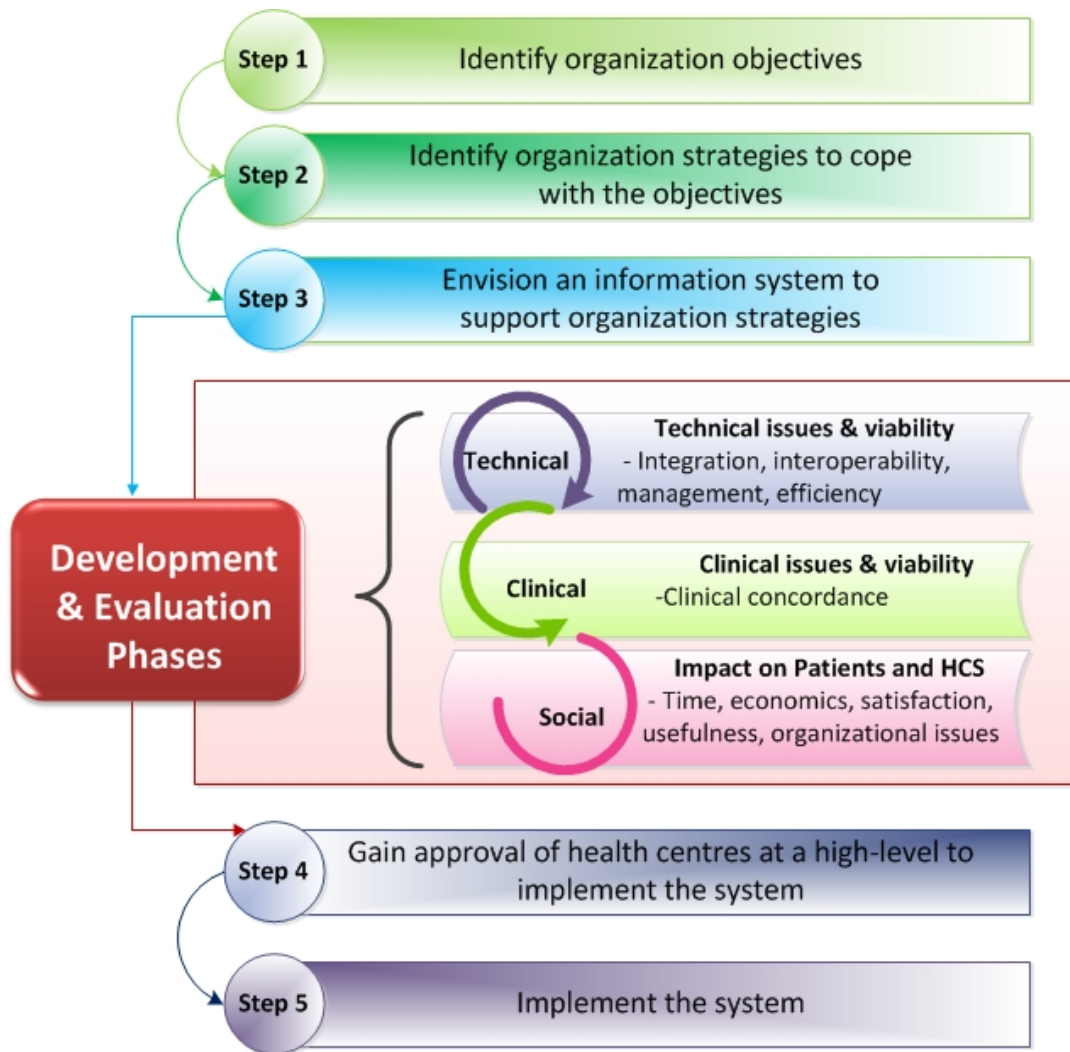 Step 1
Identify organization objectives
Step 2
Identify organization strategies to cope
with the objectives
Step 3
Envision an information system to
support organization strategies
Development
& Evaluation
Phases
Technical
Technical issues & viability
- Integration, interoperability,
management, efficiency
Clinical
Clinical issues & viability
-Clinical concordance
Social
Impact on Patients and HCS
- Time, economics, satisfaction,
usefulness, organizational issues
Step 4
Gain approval of health centres at a high-level to
implement the system
Step 5
Implement the system